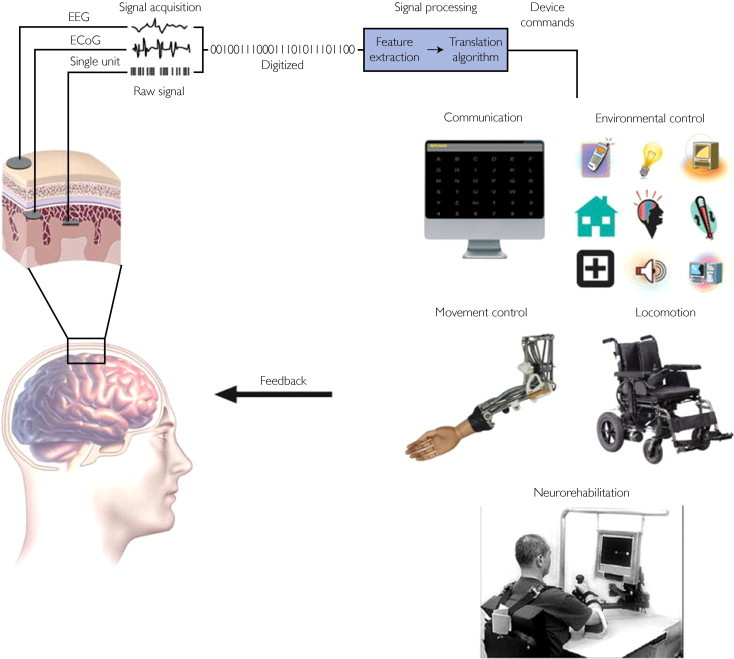 EEG
Signal acquisition
Signal processing
Device
commands
ECoG
Single unit
Raw signal
001001110001110101011101100
Digitized
Feature
extraction
Translation
algorithm
Communication
Environmental control
A B C D E F
G H I J K L
M N O P Q R
S T U V W X
Movement control
Locomotion
Feedback
Neurorehabilitation